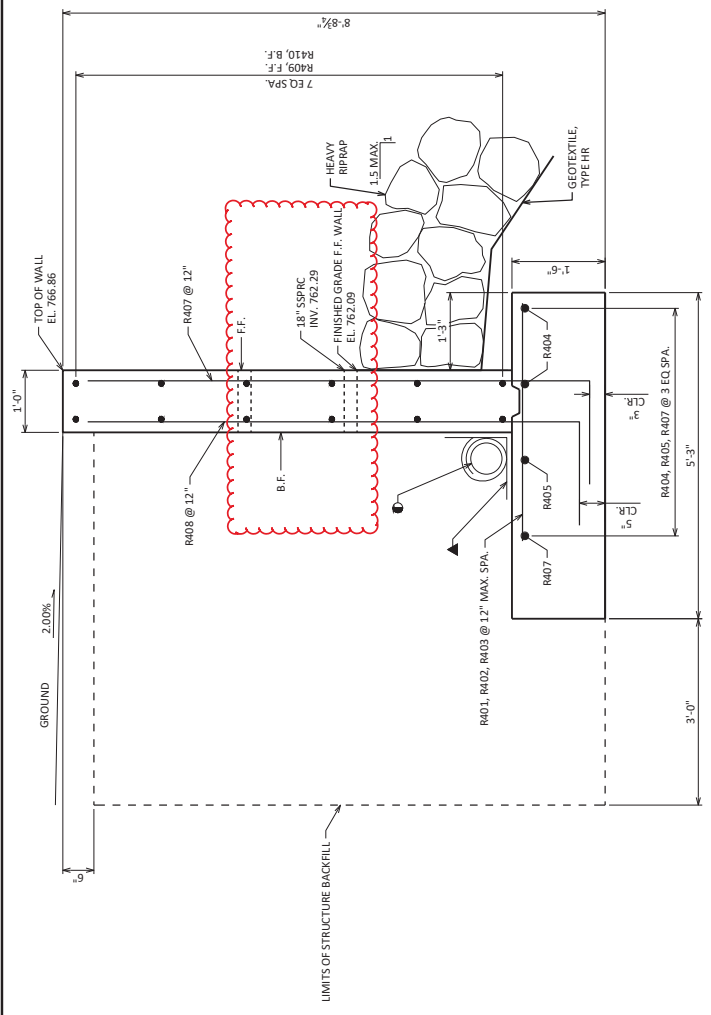 8'-8¾"
7 EQ.SPA.
R409, F.F.
R410, B.F.
TOP OF WALL
EL. 766.86
1'-0"
R407 @ 12"
HEAVY
RIPRAP
1.5 MAX.
1
GROUND
2.00%
F.F.
18" SSPRC
INV. 762.29
FINISHED GRADE F.F. WALL
EL. 762.09
R408 @ 12"
B.F.
GEOTEXTILE,
TYPE HR
6"
1'-3"
1'-6"
R401, R402, R403 @ 12" MAX. SPA.
R404
R405
R407
3"
CLR.
5"
CLR.
R404, R405, R407 @ 3 EQ SPA.
5'-3"
3'-0"
LIMITS OF STRUCTURE BACKFILL